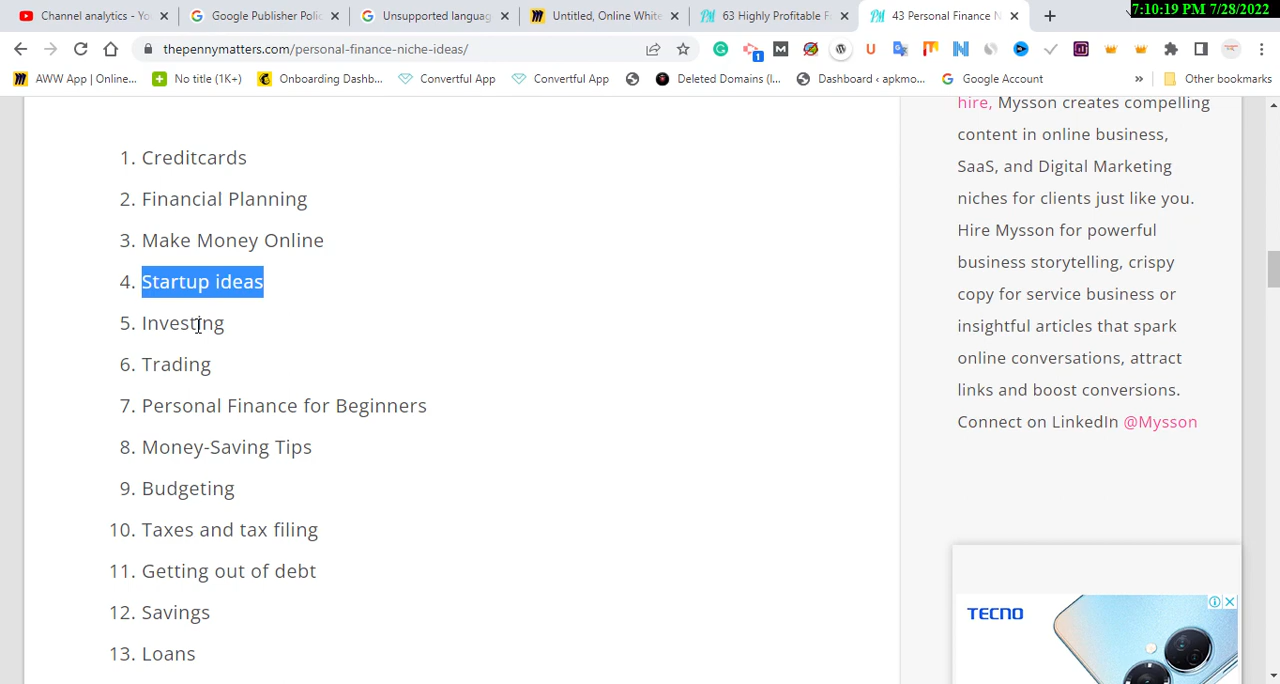 7:10:19 PM 7/28/2022
Channel analytics - Yo
Google Publisher Polic
Unsupported languag
Untitled, Online White
63 Highly Profitable F
43 Personal Finance N
thepennymatters.com/personal-finance-niche-ideas/
AWW App | Online...
No title (1K+)
Onboarding Dashb...
Converful App
Convertful App
Deleted Domains (I...
Dashboard ‹ apkmo...
Google Account
»
Other bookmarks
1. Creditcards
2. Financial Planning
3. Make Money Online
4. Startup ideas
5. Investing
6. Trading
7. Personal Finance for Beginners
8. Money-Saving Tips
9. Budgeting
10. Taxes and tax filing
11. Getting out of debt
12. Savings
13. Loans
hire, Mysson creates compelling
content in online business,
SaaS, and Digital Marketing
niches for clients just like you.
Hire Mysson for powerful
business storytelling, crispy
copy for service business or
insightful articles that spark
online conversations, attract
links and boost conversions.
Connect on LinkedIn @Mysson
TECNO